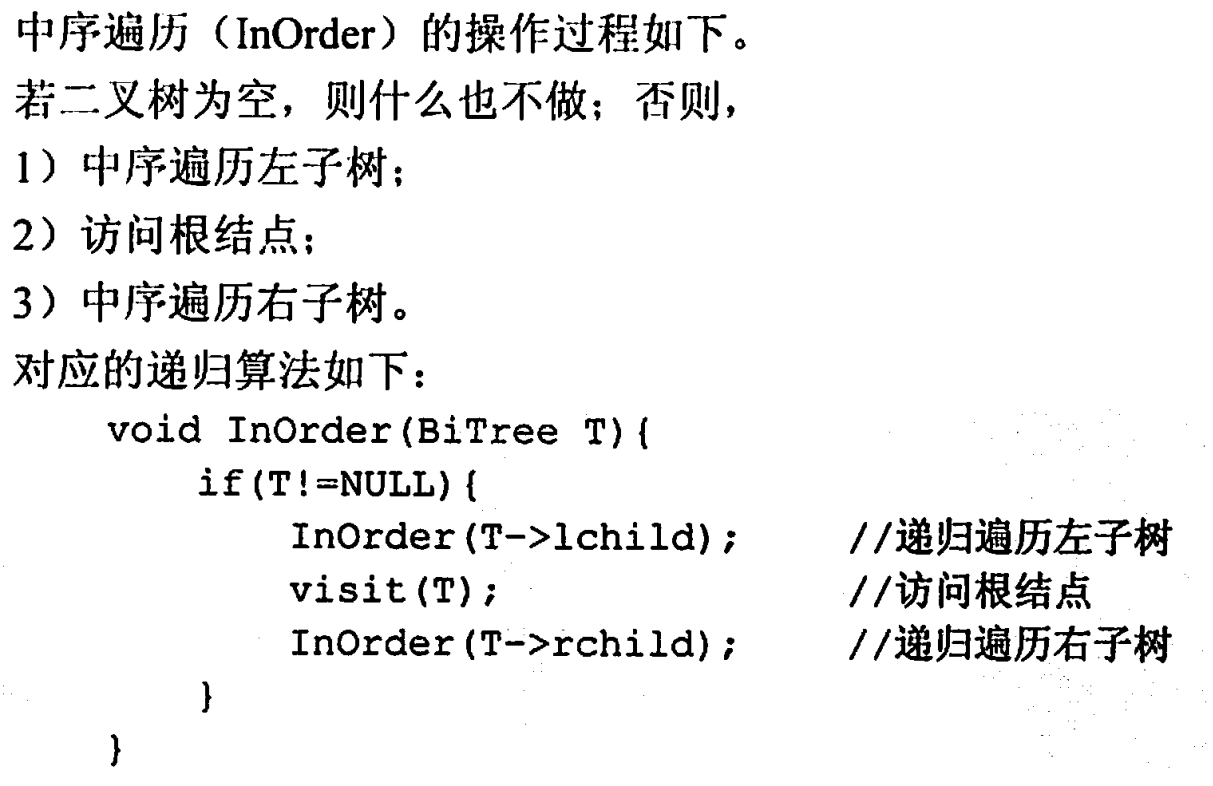 中序遍历（InOrder）的操作过程如下。
若二叉树为空，则什么也不做；否则，
1）中序遍历左子树；
2）访问根结点；
3）中序遍历右子树。
对应的递归算法如下：
void InOrder(BiTree T){
if(T!=NULL){
InOrder(T->lchild); //递归遍历左子树
visit(T); //访问根结点
InOrder(T->rchild); //递归遍历右子树
}
}